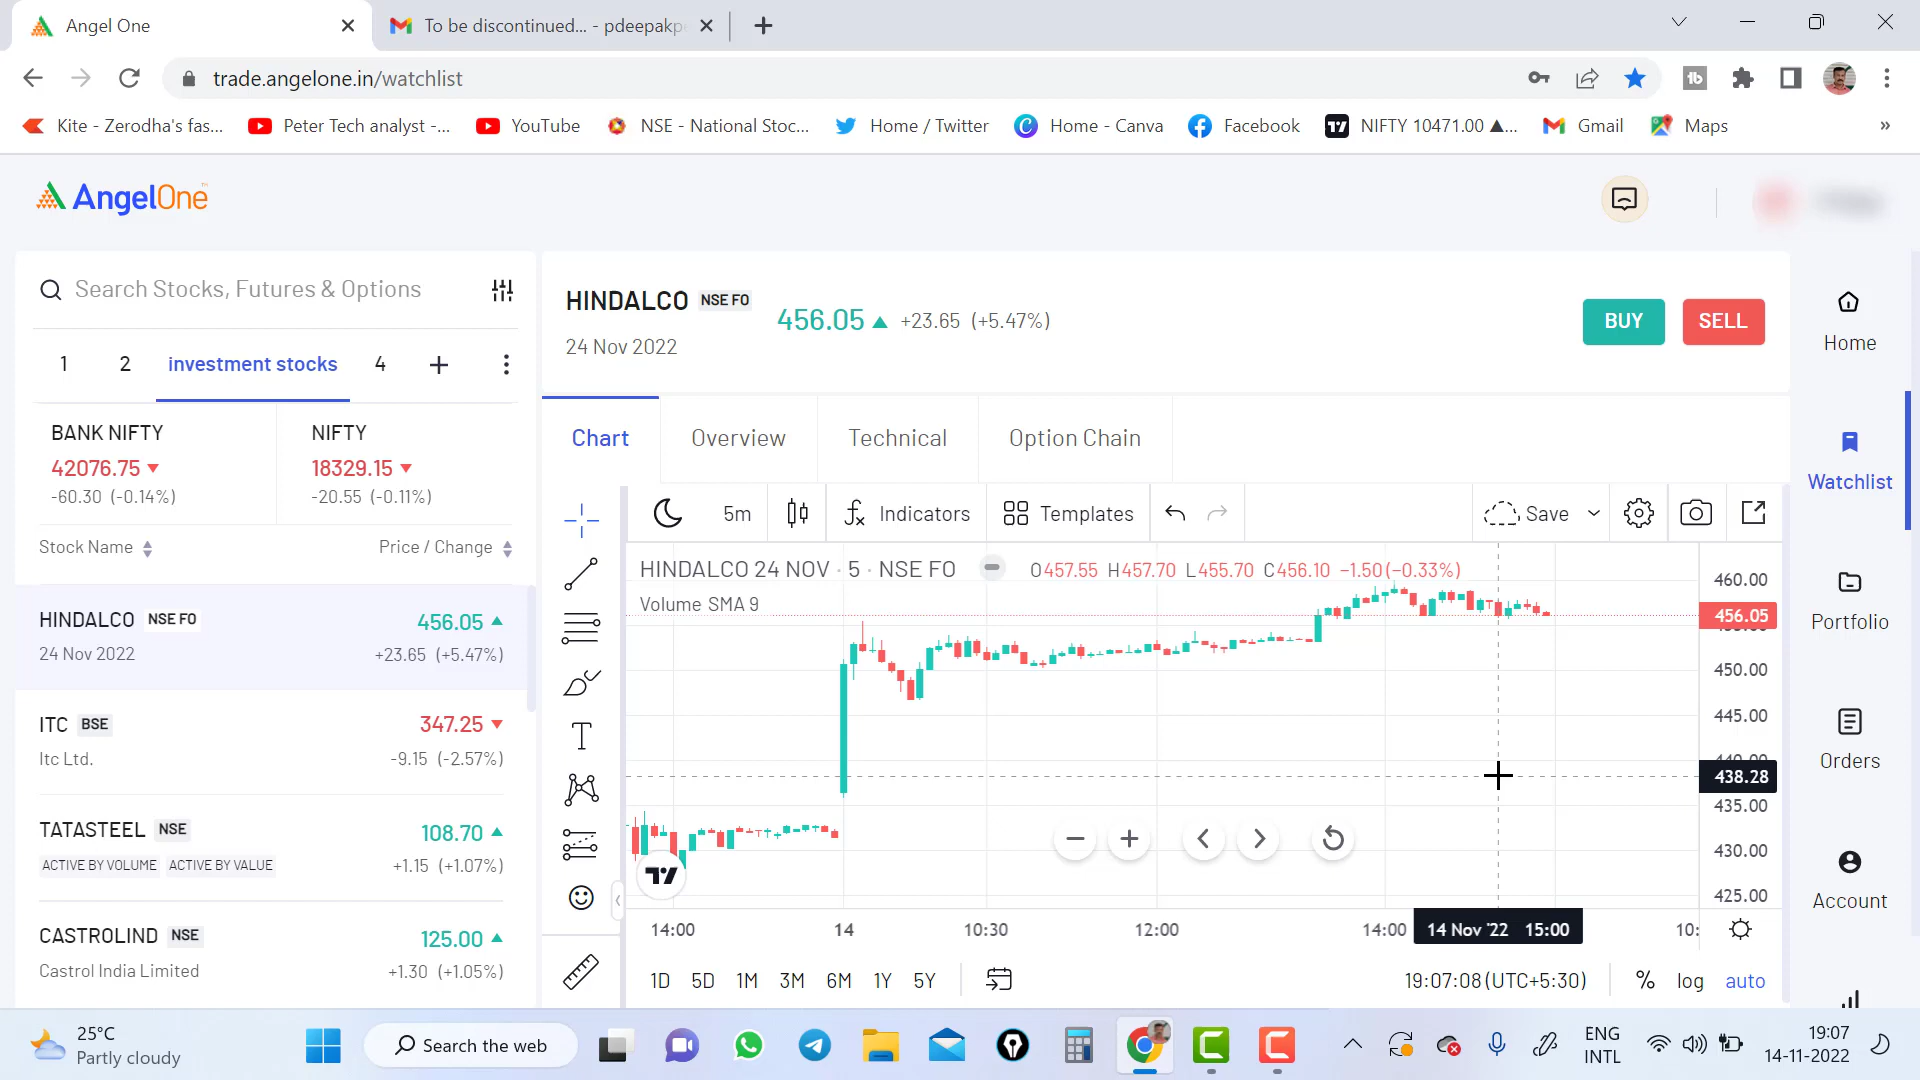 Angel One
To be discontinued... - pdeepakp
trade.angelone.in/watchlist
Kite - Zerodha's fas...
Peter Tech analyst -...
YouTube
NSE - National Stoc...
Home / Twitter
Home - Canva
Facebook
NIFTY 10471.00 ▲...
Gmail
Maps
»
AngelOne
Search Stocks, Futures & Options
1
2
investment stocks
4
BANK NIFTY
42076.75
-60.30 (-0.14%)
NIFTY
18329.15
-20.55 (-0.11%)
Stock Name
Price / Change
HINDALCO NSE FO 456.05
24 Nov 2022 +23.65 (+5.47%)
ITC BSE 347.25
Itc Ltd. -9.15 (-2.57%)
TATASTEEL NSE 108.70
ACTIVE BY VOLUME ACTIVE BY VALUE +1.15 (+1.07%)
CASTROLIND NSE 125.00
Castrol India Limited +1.30 (+1.05%)
HINDALCO NSE FO
24 Nov 2022
456.05 +23.65 (+5.47%)
BUY
SELL
Chart
Overview
Technical
Option Chain
5m
Indicators
Templates
Save
HINDALCO 24 NOV · 5 · NSE FO O457.55 H457.70 L455.70 C456.10 -1.50 (-0.33%)
Volume SMA 9
460.00
456.05
450.00
445.00
438.28
435.00
430.00
425.00
14:00
14
10:30
12:00
14:00
14 Nov '22 15:00
10:
1D 5D 1M 3M 6M 1Y 5Y
19:07:08 (UTC+5:30)
% log auto
Home
Watchlist
Portfolio
Orders
Account
25°C
Partly cloudy
Search the web
ENG
INTL
19:07
14-11-2022